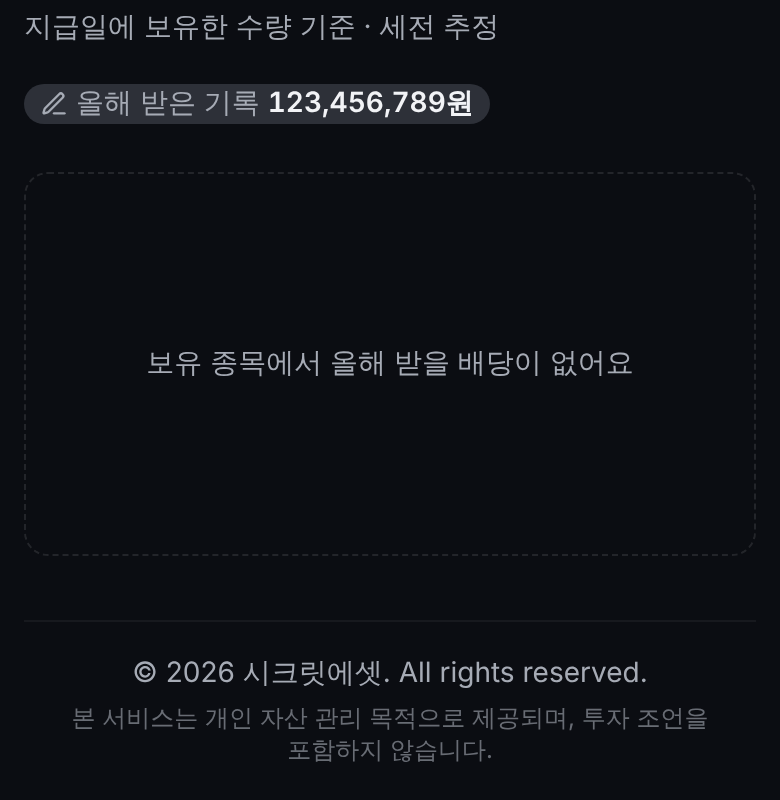 지급일에 보유한 수량 기준 · 세전 추정
올해 받은 기록 123,456,789원
보유 종목에서 올해 받을 배당이 없어요
© 2026 시크릿에셋. All rights reserved.
본 서비스는 개인 자산 관리 목적으로 제공되며, 투자 조언을
포함하지 않습니다.